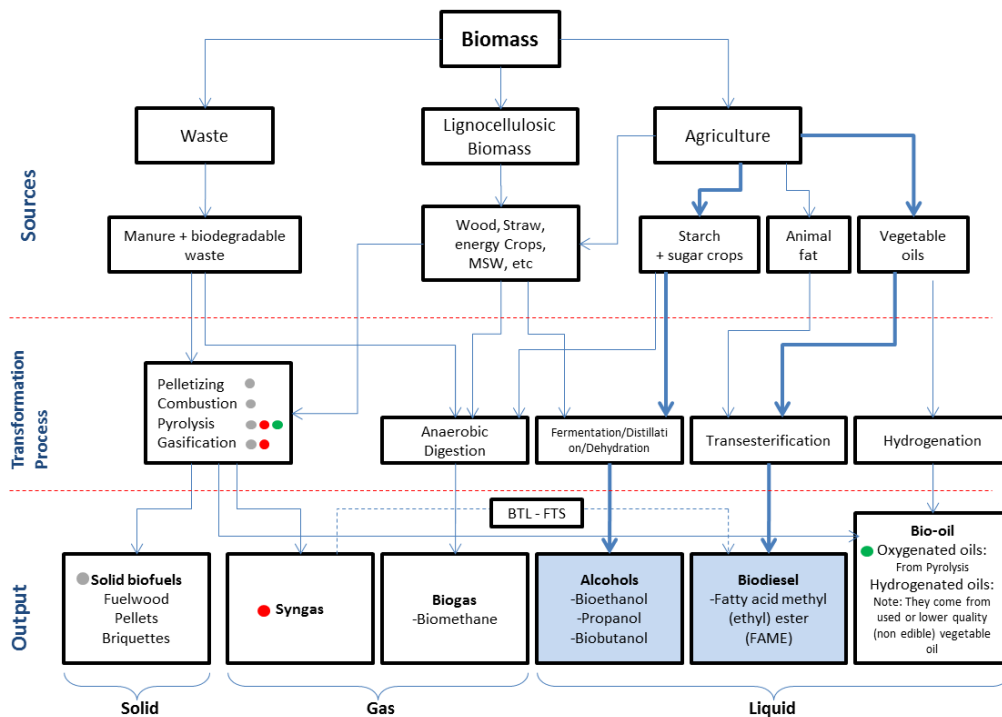 Biomass
Waste
Lignocellulosic
Biomass
Agriculture
Sources
Manure + biodegradable
waste
Wood, Straw,
energy Crops,
MSW, etc
Starch
+ sugar crops
Animal
fat
Vegetable
oils
Transformation
Process
Pelletizing
Combustion
Pyrolysis
Gasification
Anaerobic
Digestion
Fermentation/Distillati
on/Dehydration
Transesterification
Hydrogenation
BTL - FTS
Output
Solid biofuels
Fuelwood
Pellets
Briquettes
Syngas
Biogas
-Biomethane
Alcohols
-Bioethanol
-Propanol
-Biobutanol
Biodiesel
-Fatty acid methyl
(ethyl) ester
(FAME)
Bio-oil
Oxygenated oils:
From Pyrolysis
Hydrogenated oils:
Note: They come from
used or lower quality
(non edible) vegetable
oil
Solid
Gas
Liquid